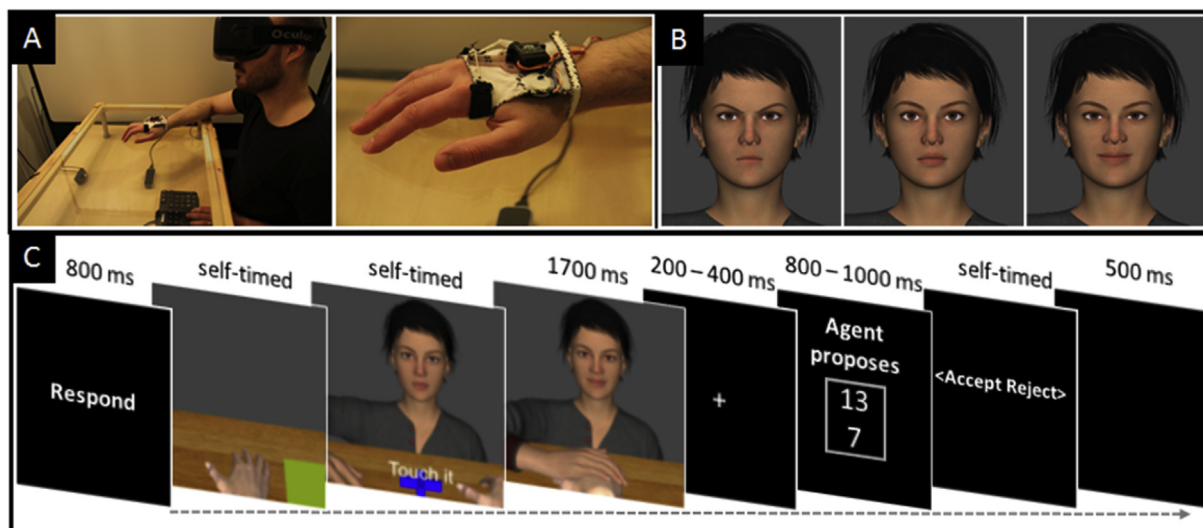 A
Oculus
B
C
800 ms
self-timed
self-timed
1700 ms
200 – 400 ms
800 – 1000 ms
self-timed
500 ms
Respond
Touch it
+
Agent
proposes
13
7
<Accept Reject>